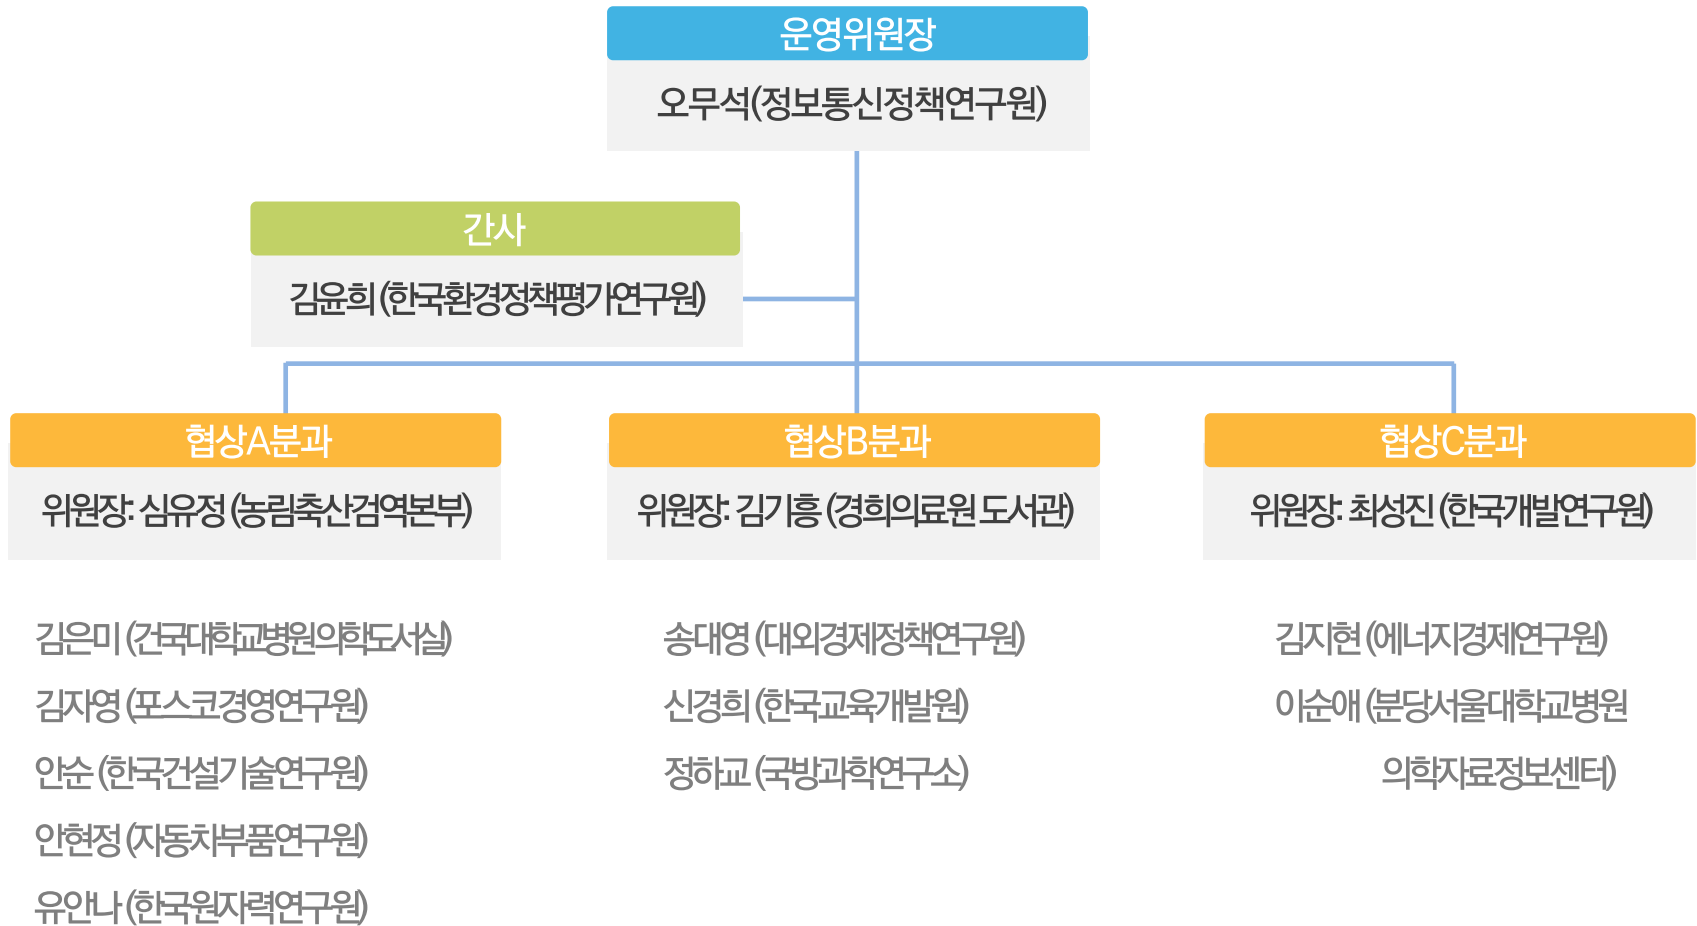 운영위원장
오무석(정보통신정책연구원)
간사
김윤희 (한국환경정책평가연구원)
협상A분과
위원장: 심유정 (농림축산검역본부)
김은미 (건국대학교병원의학도서실)
김자영 (포스코경영연구원)
안순 (한국건설기술연구원)
안현정 (자동차부품연구원)
유안나 (한국원자력연구원)
협상B분과
위원장: 김기흥 (경희의료원 도서관)
송대영 (대외경제정책연구원)
신경희 (한국교육개발원)
정하교 (국방과학연구소)
협상C분과
위원장: 최성진 (한국개발연구원)
김지현 (에너지경제연구원)
이순애 (분당서울대학교병원
의학자료정보센터)